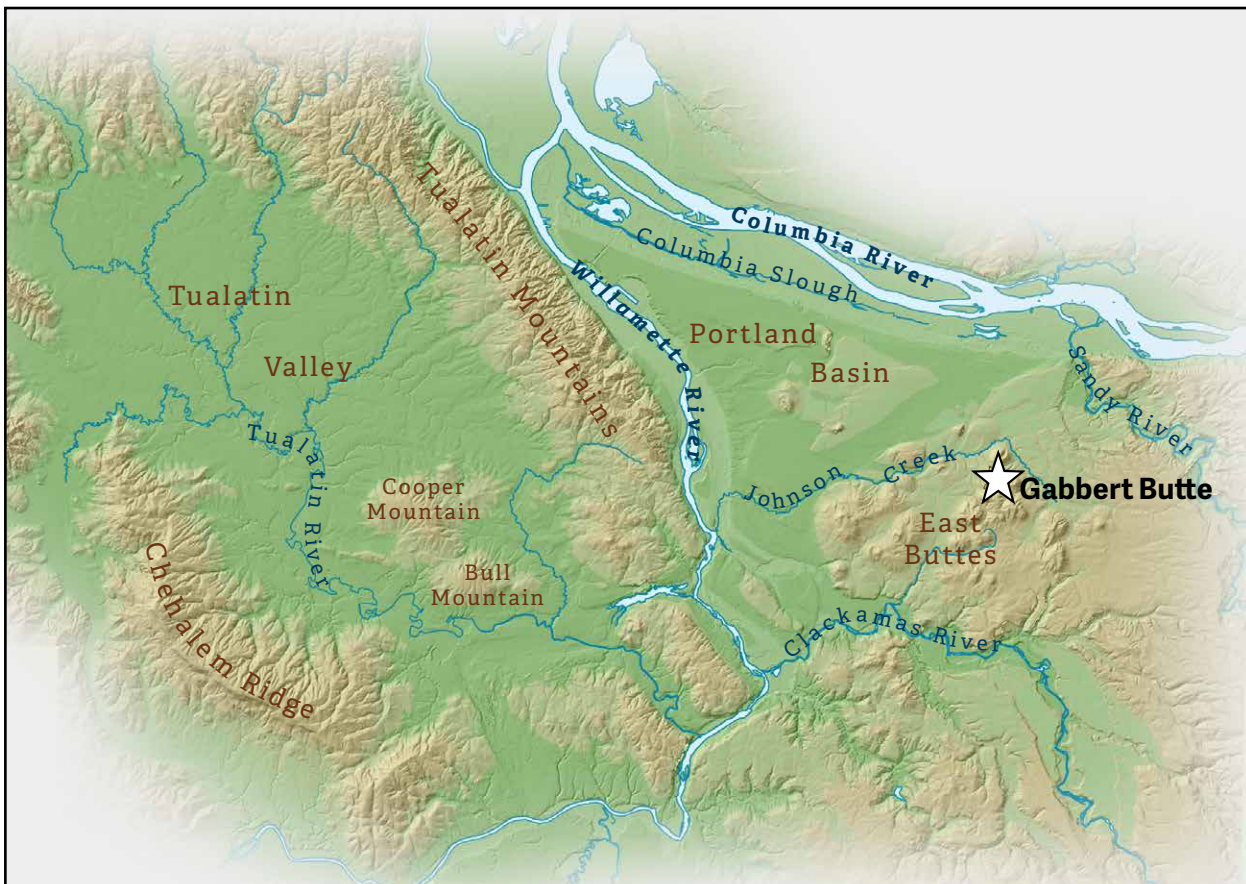 Columbia River
Columbia Slough
Tualatin Mountains
Willamette River
Tualatin
Valley
Portland
Basin
Sandy River
Tualatin River
Johnson Creek
Gabbert Butte
Cooper
Mountain
East
Buttes
Bull
Mountain
Chehalem Ridge
Clackamas River